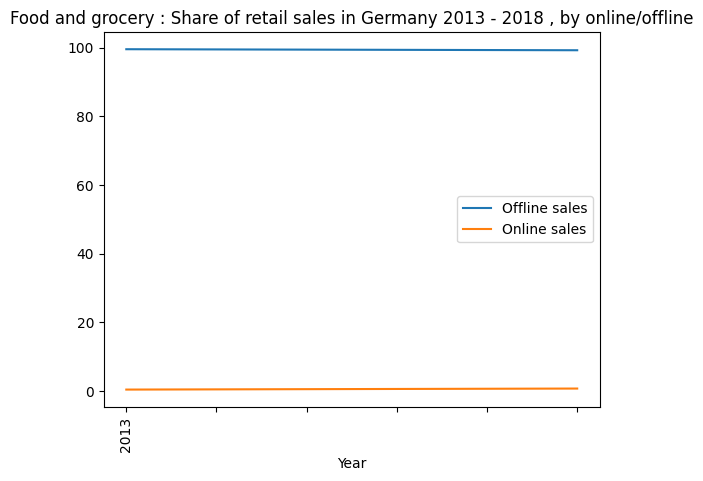 Food and grocery : Share of retail sales in Germany 2013 - 2018 , by online/offline
100
80
60
40
20
0
Offline sales
Online sales
2013
Year